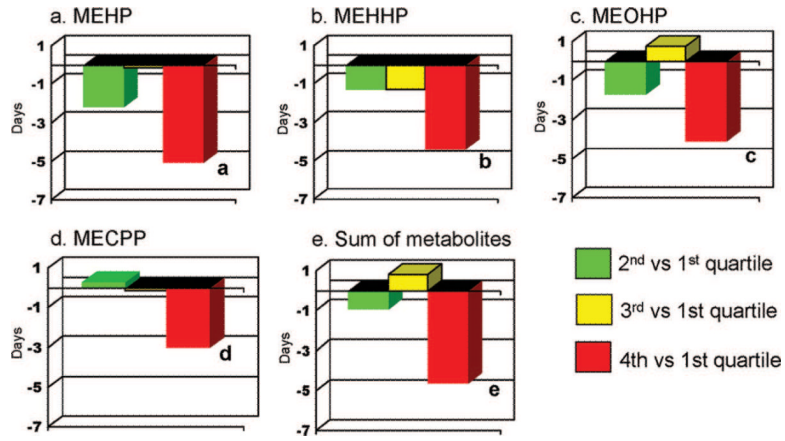 a. MEHP
1
-1
-3
-5
-7
Days
a
b. MEHHP
1
-1
-3
-5
-7
b
c. MEOHP
1
-1
-3
-5
-7
Days
c
d. MECPP
1
-1
-3
-5
-7
Days
d
e. Sum of metabolites
1
-1
-3
-5
-7
Days
e
2nd vs 1st quartile
3rd vs 1st quartile
4th vs 1st quartile